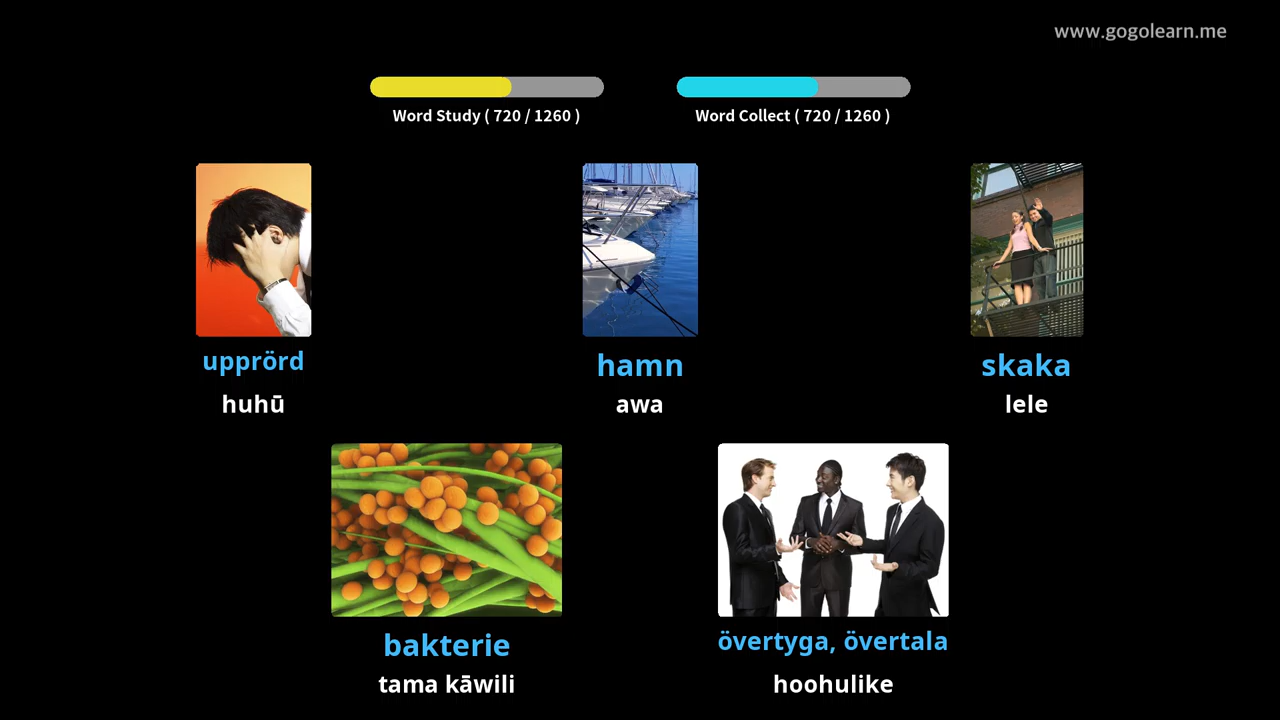 www.gogolearn.me
Word Study ( 720 / 1260 )
Word Collect ( 720 / 1260 )
upprörd
hamn
skaka
huhū
awa
lele
bakterie
övertyga, övertala
tama kāwili
hoohulike